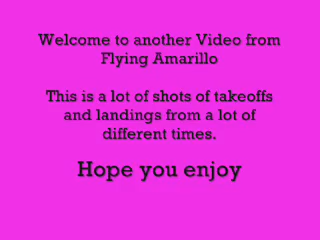 Welcome to another Video from
Flying Amarillo
This is a lot of shots of takeoffs
and landings from a lot of
different times.
Hope you enjoy